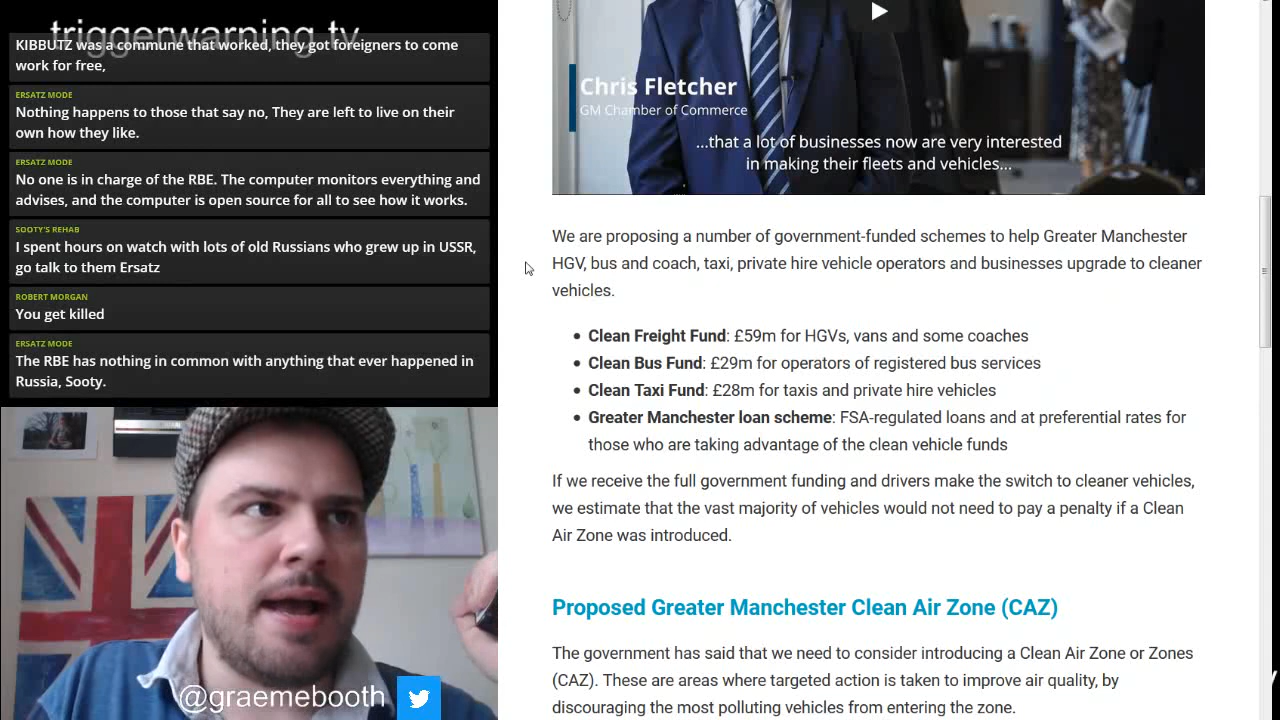 triggerwarning.tv
KIBBUTZ was a commune that worked, they got foreigners to come
work for free,
ERSATZ MODE
Nothing happens to those that say no, They are left to live on their
own how they like.
ERSATZ MODE
No one is in charge of the RBE. The computer monitors everything and
advises, and the computer is open source for all to see how it works.
SOOTY'S REHAB
I spent hours on watch with lots of old Russians who grew up in USSR,
go talk to them Ersatz
ROBERT MORGAN
You get killed
ERSATZ MODE
The RBE has nothing in common with anything that ever happened in
Russia, Sooty.
@graemebooth
Chris Fletcher
GM Chamber of Commerce
...that a lot of businesses now are very interested
in making their fleets and vehicles...
We are proposing a number of government-funded schemes to help Greater Manchester
HGV, bus and coach, taxi, private hire vehicle operators and businesses upgrade to cleaner
vehicles.
• Clean Freight Fund: £59m for HGVs, vans and some coaches
• Clean Bus Fund: £29m for operators of registered bus services
• Clean Taxi Fund: £28m for taxis and private hire vehicles
• Greater Manchester loan scheme: FSA-regulated loans and at preferential rates for
those who are taking advantage of the clean vehicle funds
If we receive the full government funding and drivers make the switch to cleaner vehicles,
we estimate that the vast majority of vehicles would not need to pay a penalty if a Clean
Air Zone was introduced.
Proposed Greater Manchester Clean Air Zone (CAZ)
The government has said that we need to consider introducing a Clean Air Zone or Zones
(CAZ). These are areas where targeted action is taken to improve air quality, by
discouraging the most polluting vehicles from entering the zone.